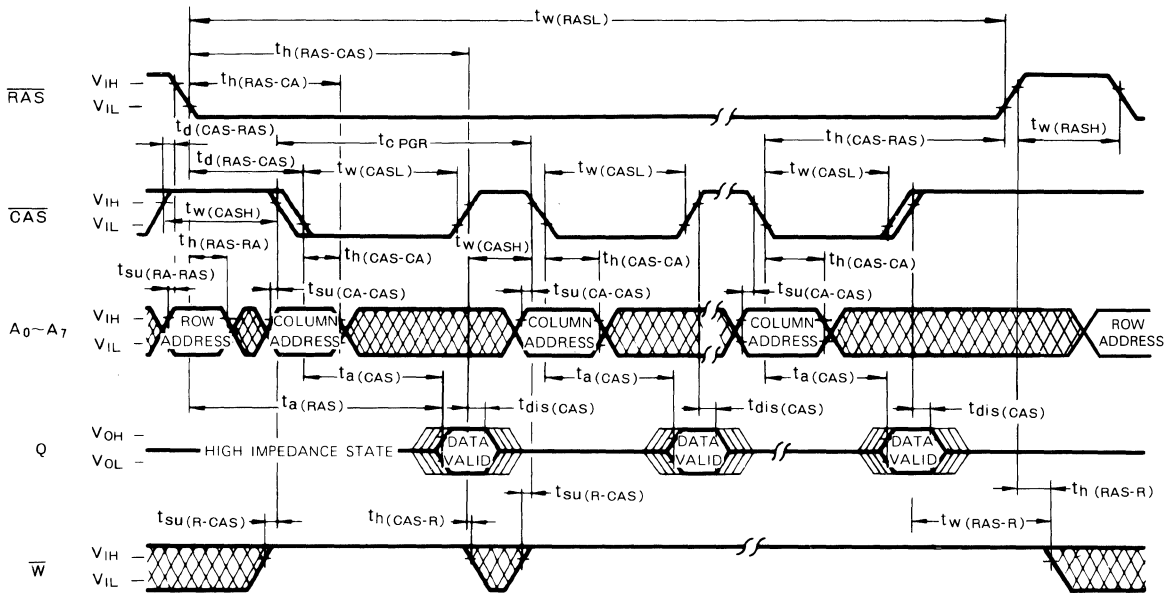 tw(RASL)
th(RAS-CAS)
th(RAS-CA)
RAS
VIH
VIL
td(CAS-RAS)
tC PGR
th(CAS-RAS)
tw(RASH)
td(RAS-CAS)
tw(CASL)
tw(CASL)
tw(CASL)
CAS
VIH
VIL
tw(CASH)
th(RAS-RA)
tw(CASH)
th(CAS-CA)
th(CAS-CA)
th(CAS-CA)
tsu(RA-RAS)
tsu(CA-CAS)
tsu(CA-CAS)
tsu(CA-CAS)
A0~A7
VIH
VIL
ROW ADDRESS
COLUMN ADDRESS
COLUMN ADDRESS
COLUMN ADDRESS
ROW ADDRESS
ta(CAS)
ta(CAS)
ta(CAS)
ta(RAS)
tdis(CAS)
tdis(CAS)
tdis(CAS)
Q
VOH
VOL
HIGH IMPEDANCE STATE
DATA VALID
DATA VALID
DATA VALID
tsu(R-CAS)
th(RAS-R)
tsu(R-CAS)
th(CAS-R)
tw(RAS-R)
W
VIH
VIL